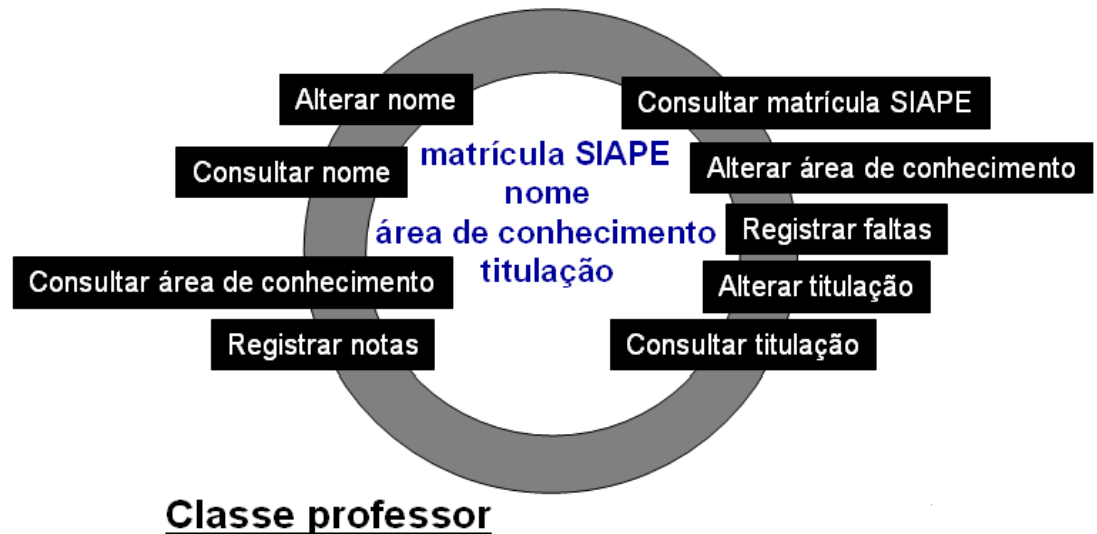 Alterar nome
Consultar matrícula SIAPE
matrícula SIAPE
Consultar nome
Alterar área de conhecimento
nome
Registrar faltas
área de conhecimento
Consultar área de conhecimento
titulação
Alterar titulação
Registrar notas
Consultar titulação
Classe professor